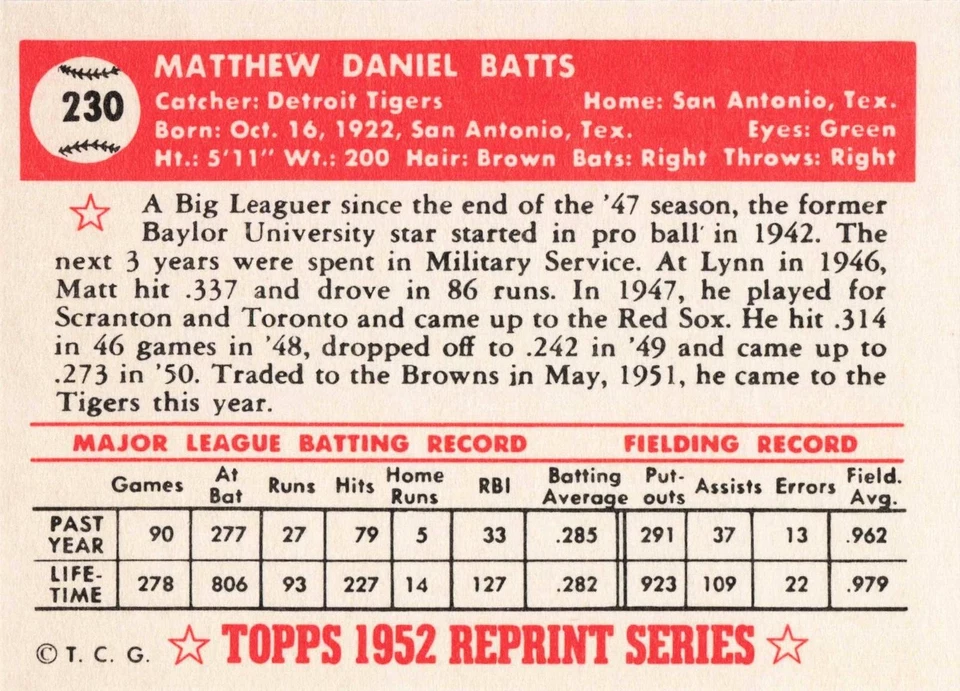 230
MATTHEW DANIEL BATTS
Catcher: Detroit Tigers Home: San Antonio, Tex.
Born: Oct. 16, 1922, San Antonio, Tex. Eyes: Green
Ht.: 5'11" Wt.: 200 Hair: Brown Bats: Right Throws: Right
A Big Leaguer since the end of the '47 season, the former
Baylor University star started in pro ball in 1942. The
next 3 years were spent in Military Service. At Lynn in 1946,
Matt hit .337 and drove in 86 runs. In 1947, he played for
Scranton and Toronto and came up to the Red Sox. He hit .314
in 46 games in '48, dropped off to .242 in '49 and came up to
.273 in '50. Traded to the Browns in May, 1951, he came to the
Tigers this year.
MAJOR LEAGUE BATTING RECORD FIELDING RECORD
Games At Bat Runs Hits Home Runs RBI Batting Average Put-outs Assists Errors Field. Avg.
PAST YEAR 90 277 27 79 5 33 .285 291 37 13 .962
LIFE-TIME 278 806 93 227 14 127 .282 923 109 22 .979
© T. C. G. ☆ TOPPS 1952 REPRINT SERIES ☆